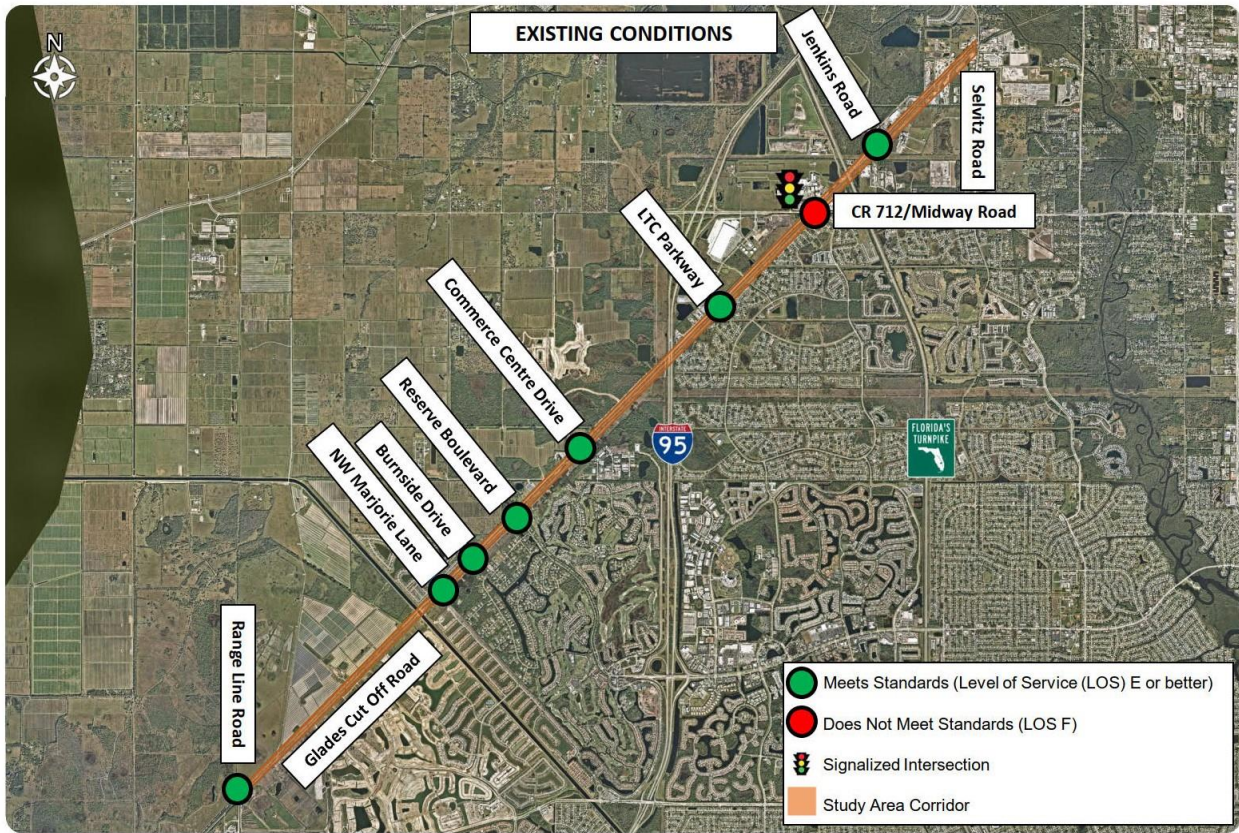 EXISTING CONDITIONS
N
Jenkins Road
Selvitz Road
CR 712/Midway Road
LTC Parkway
Commerce Centre Drive
Reserve Boulevard
Burnside Drive
NW Marjorie Lane
INTERSTATE
95
FLORIDA'S
TURNPIKE
Range Line Road
Glades Cut Off Road
Meets Standards (Level of Service (LOS) E or better)
Does Not Meet Standards (LOS F)
Signalized Intersection
Study Area Corridor